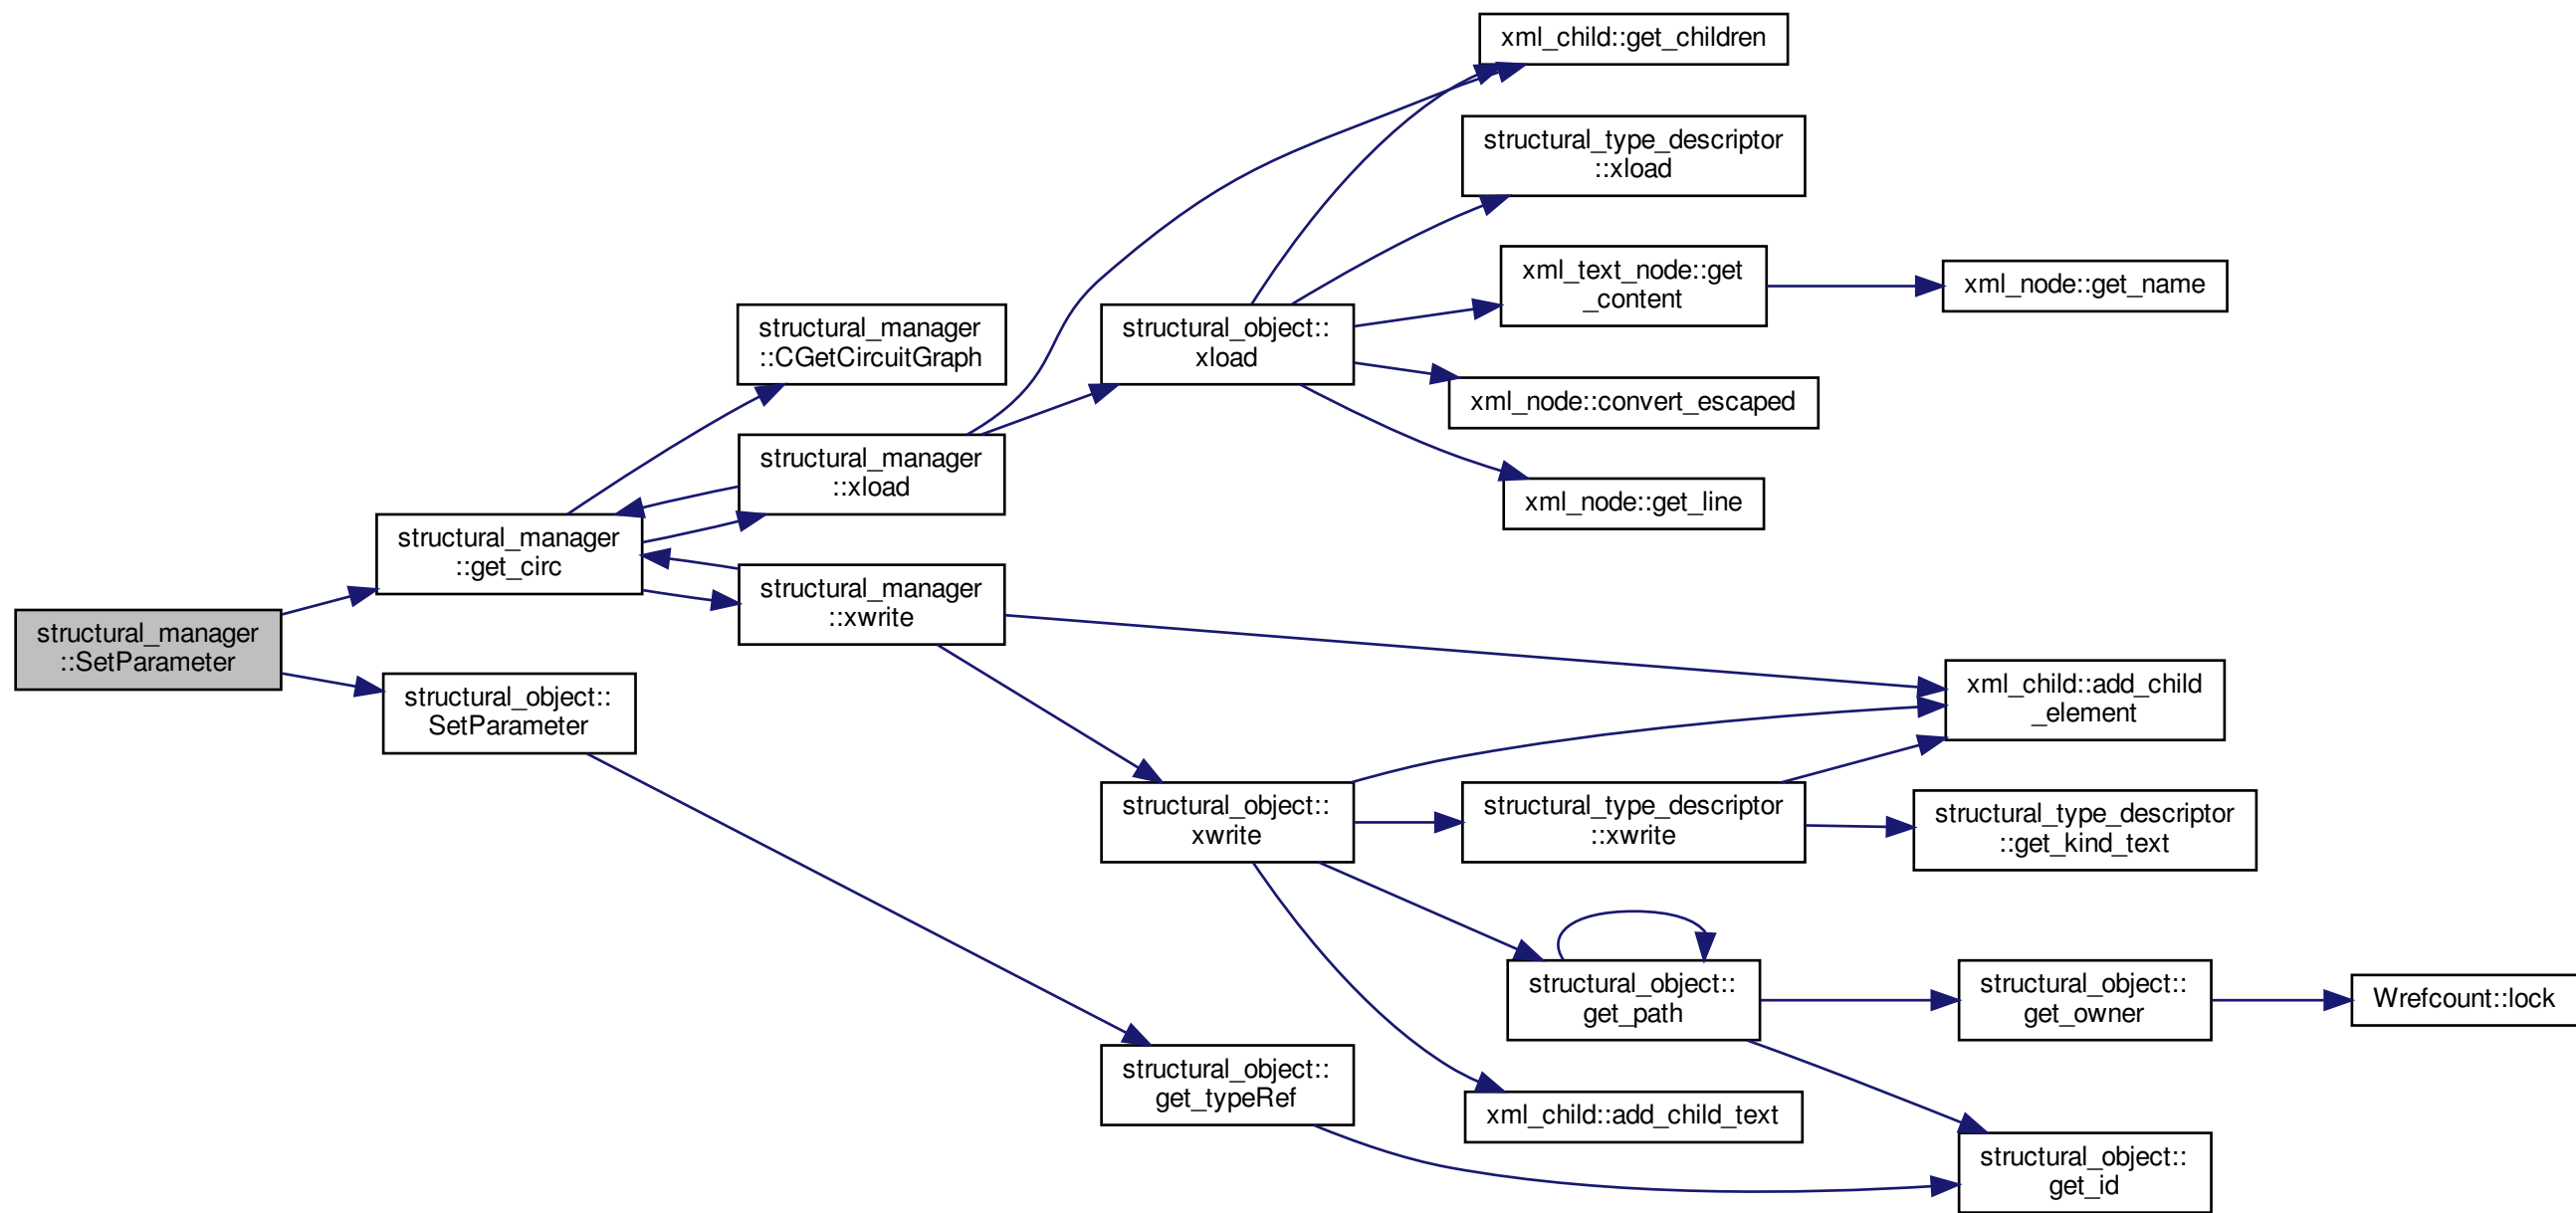 xml_child::get_children
structural_type_descriptor
::xload
xml_text_node::get
_content
xml_node::get_name
structural_manager
::CGetCircuitGraph
structural_object::
xload
xml_node::convert_escaped
structural_manager
::xload
xml_node::get_line
structural_manager
::get_circ
structural_manager
::xwrite
structural_manager
::SetParameter
structural_object::
SetParameter
xml_child::add_child
_element
structural_object::
xwrite
structural_type_descriptor
::xwrite
structural_type_descriptor
::get_kind_text
structural_object::
get_path
structural_object::
get_owner
Wrefcount::lock
structural_object::
get_typeRef
xml_child::add_child_text
structural_object::
get_id